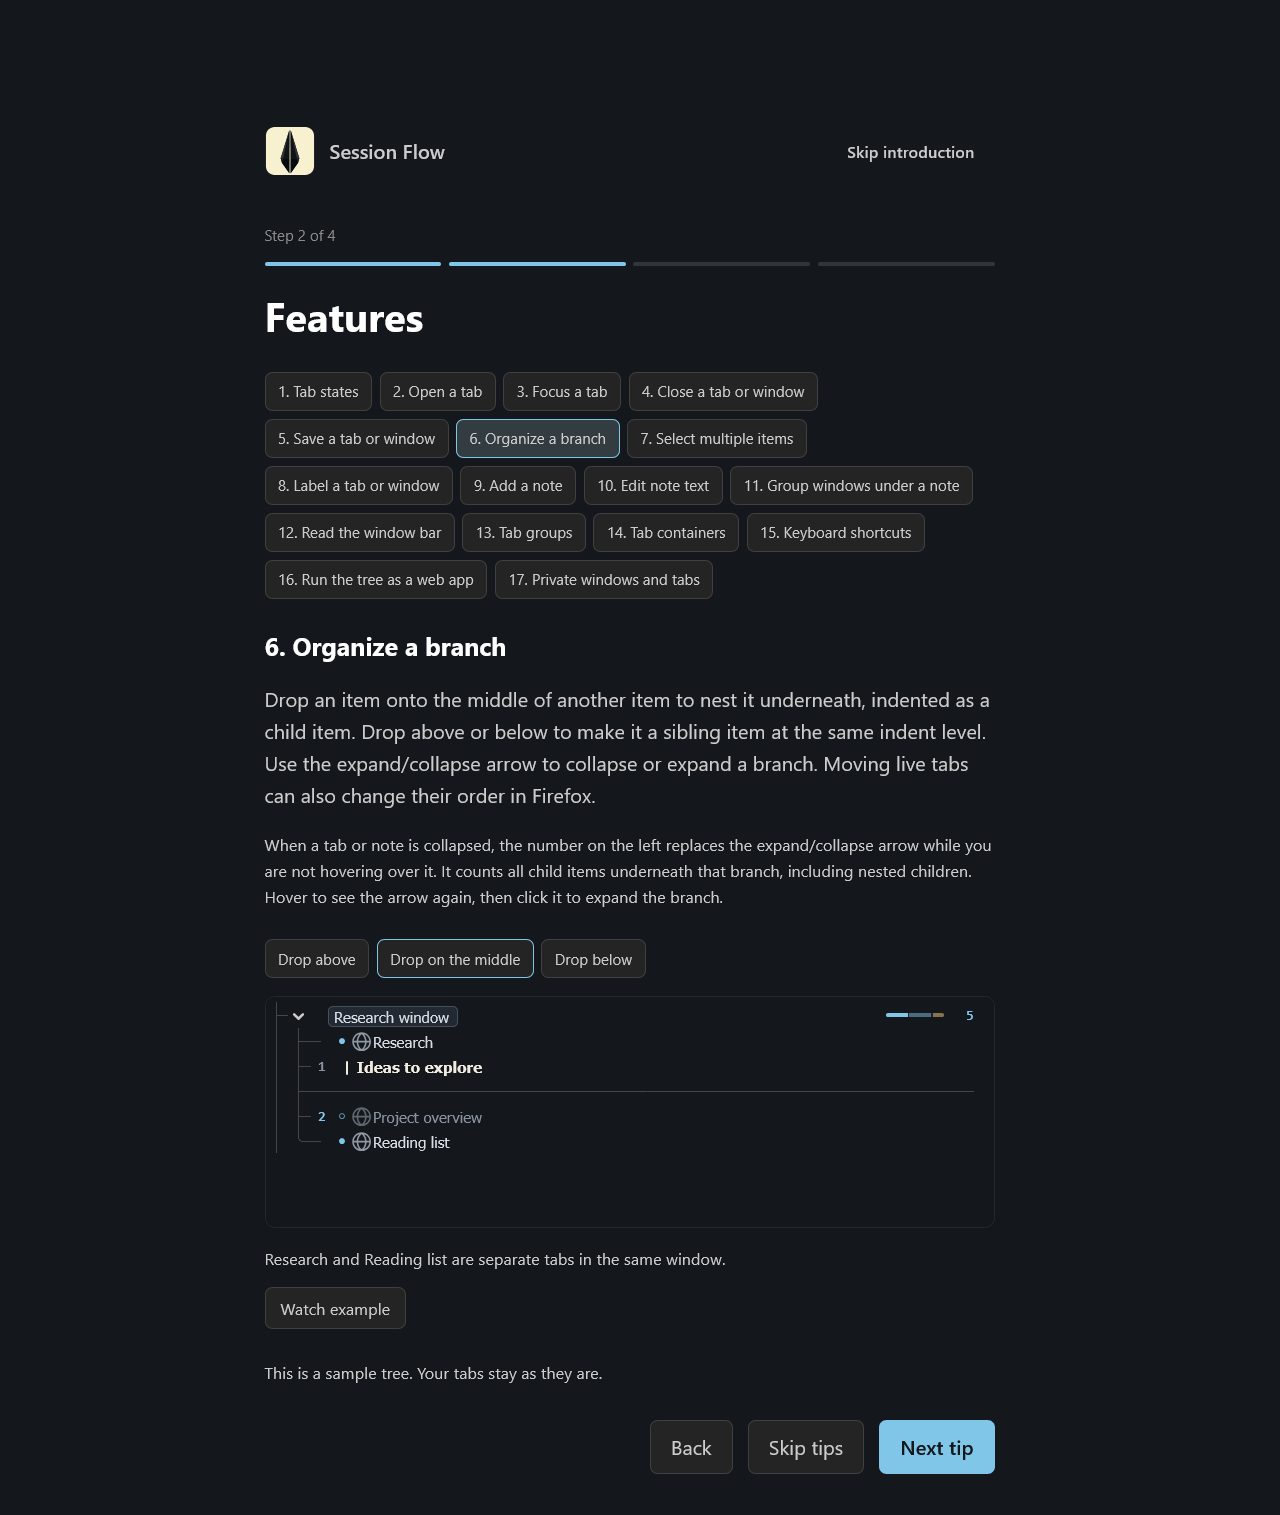 Session Flow
Skip introduction
Step 2 of 4
Features
1. Tab states
2. Open a tab
3. Focus a tab
4. Close a tab or window
5. Save a tab or window
6. Organize a branch
7. Select multiple items
8. Label a tab or window
9. Add a note
10. Edit note text
11. Group windows under a note
12. Read the window bar
13. Tab groups
14. Tab containers
15. Keyboard shortcuts
16. Run the tree as a web app
17. Private windows and tabs
6. Organize a branch
Drop an item onto the middle of another item to nest it underneath, indented as a
child item. Drop above or below to make it a sibling item at the same indent level.
Use the expand/collapse arrow to collapse or expand a branch. Moving live tabs
can also change their order in Firefox.
When a tab or note is collapsed, the number on the left replaces the expand/collapse arrow while you
are not hovering over it. It counts all child items underneath that branch, including nested children.
Hover to see the arrow again, then click it to expand the branch.
Drop above
Drop on the middle
Drop below
Research window
5
Research
1 | Ideas to explore
2 Project overview
Reading list
Research and Reading list are separate tabs in the same window.
Watch example
This is a sample tree. Your tabs stay as they are.
Back
Skip tips
Next tip